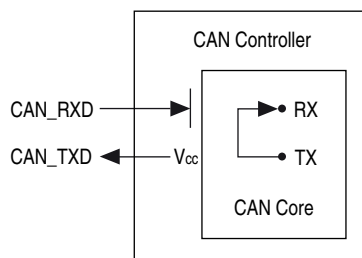 CAN Controller
CAN_RXD
RX
CAN_TXD
Vcc
TX
CAN Core